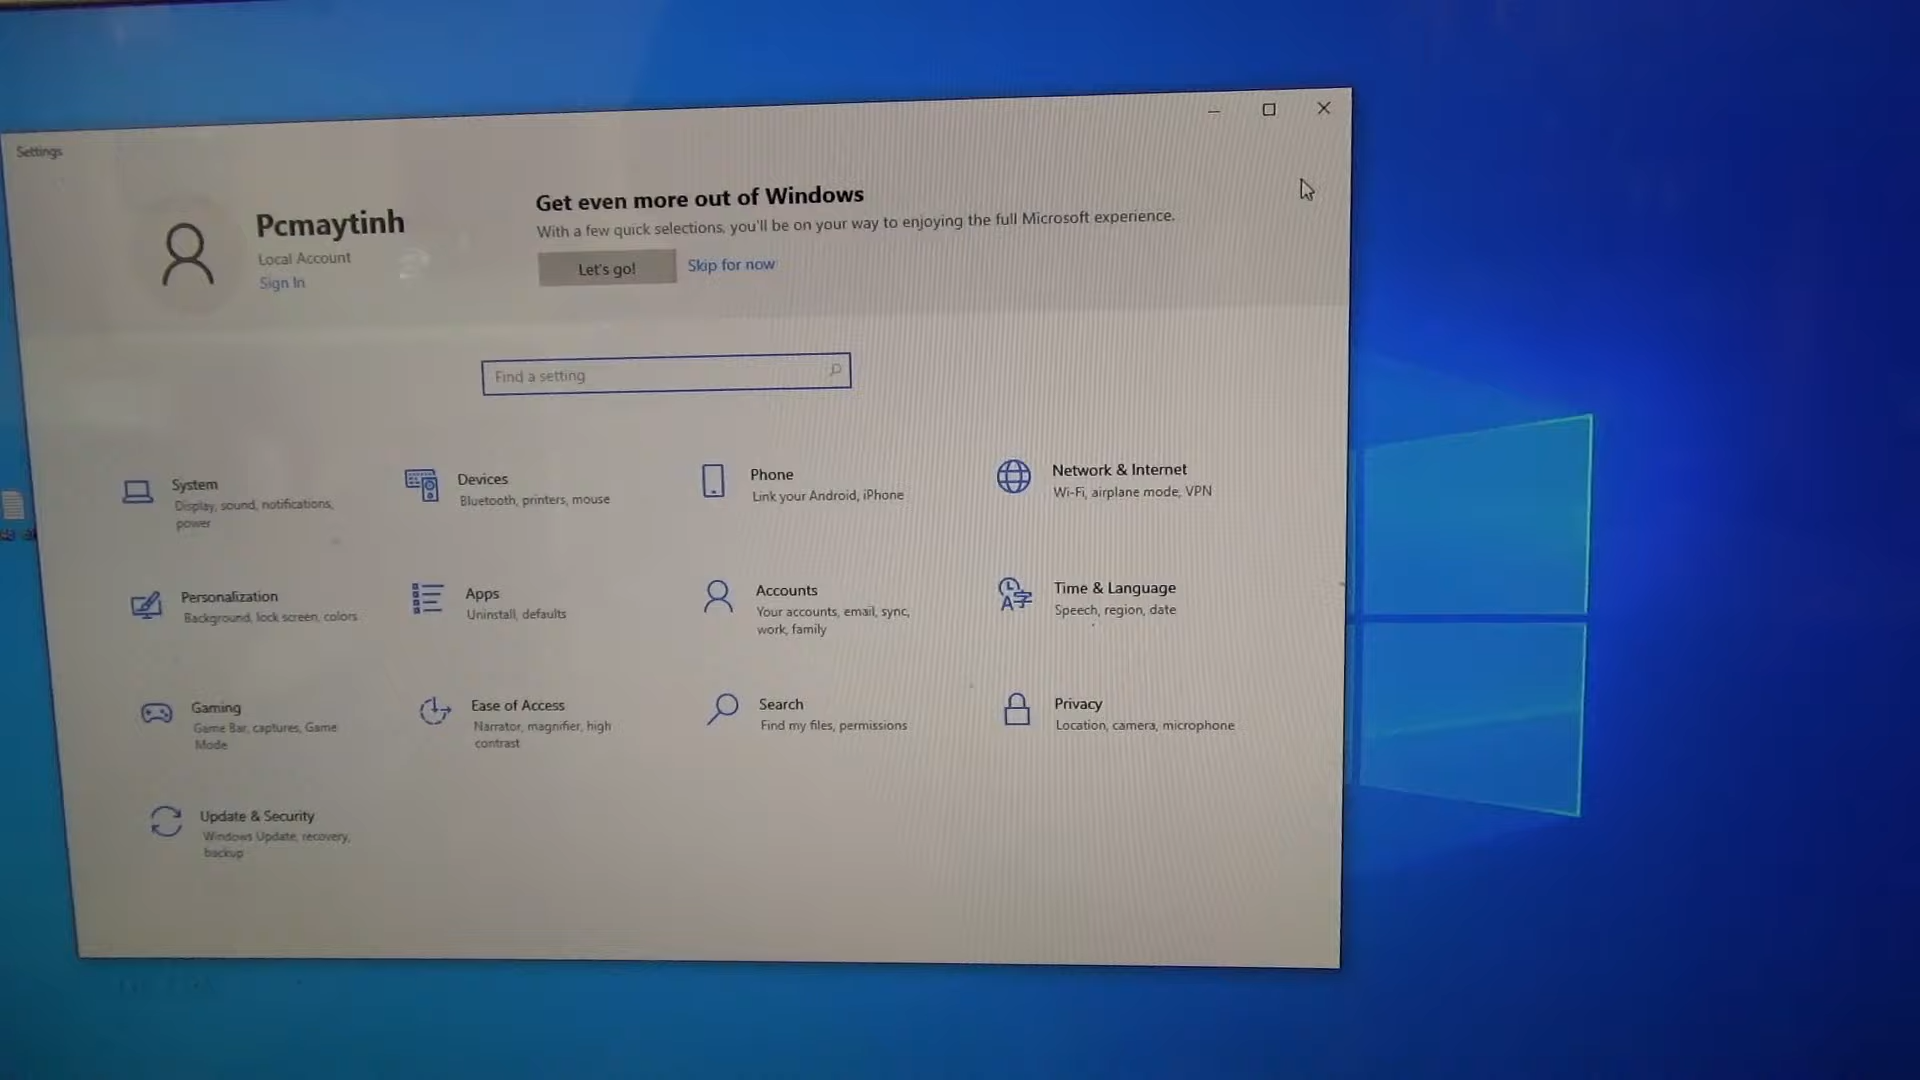 Settings
Pcmaytinh
Local Account
Sign In
Get even more out of Windows
With a few quick selections, you'll be on your way to enjoying the full Microsoft experience.
Let's go!
Skip for now
Find a setting
System
Display, sound, notifications,
power
Devices
Bluetooth, printers, mouse
Phone
Link your Android, iPhone
Network & Internet
Wi-Fi, airplane mode, VPN
Personalization
Background, lock screen, colors
Apps
Uninstall, defaults
Accounts
Your accounts, email, sync,
work, family
Time & Language
Speech, region, date
Gaming
Game Bar, captures, Game
Mode
Ease of Access
Narrator, magnifier, high
contrast
Search
Find my files, permissions
Privacy
Location, camera, microphone
Update & Security
Windows Update, recovery,
backup